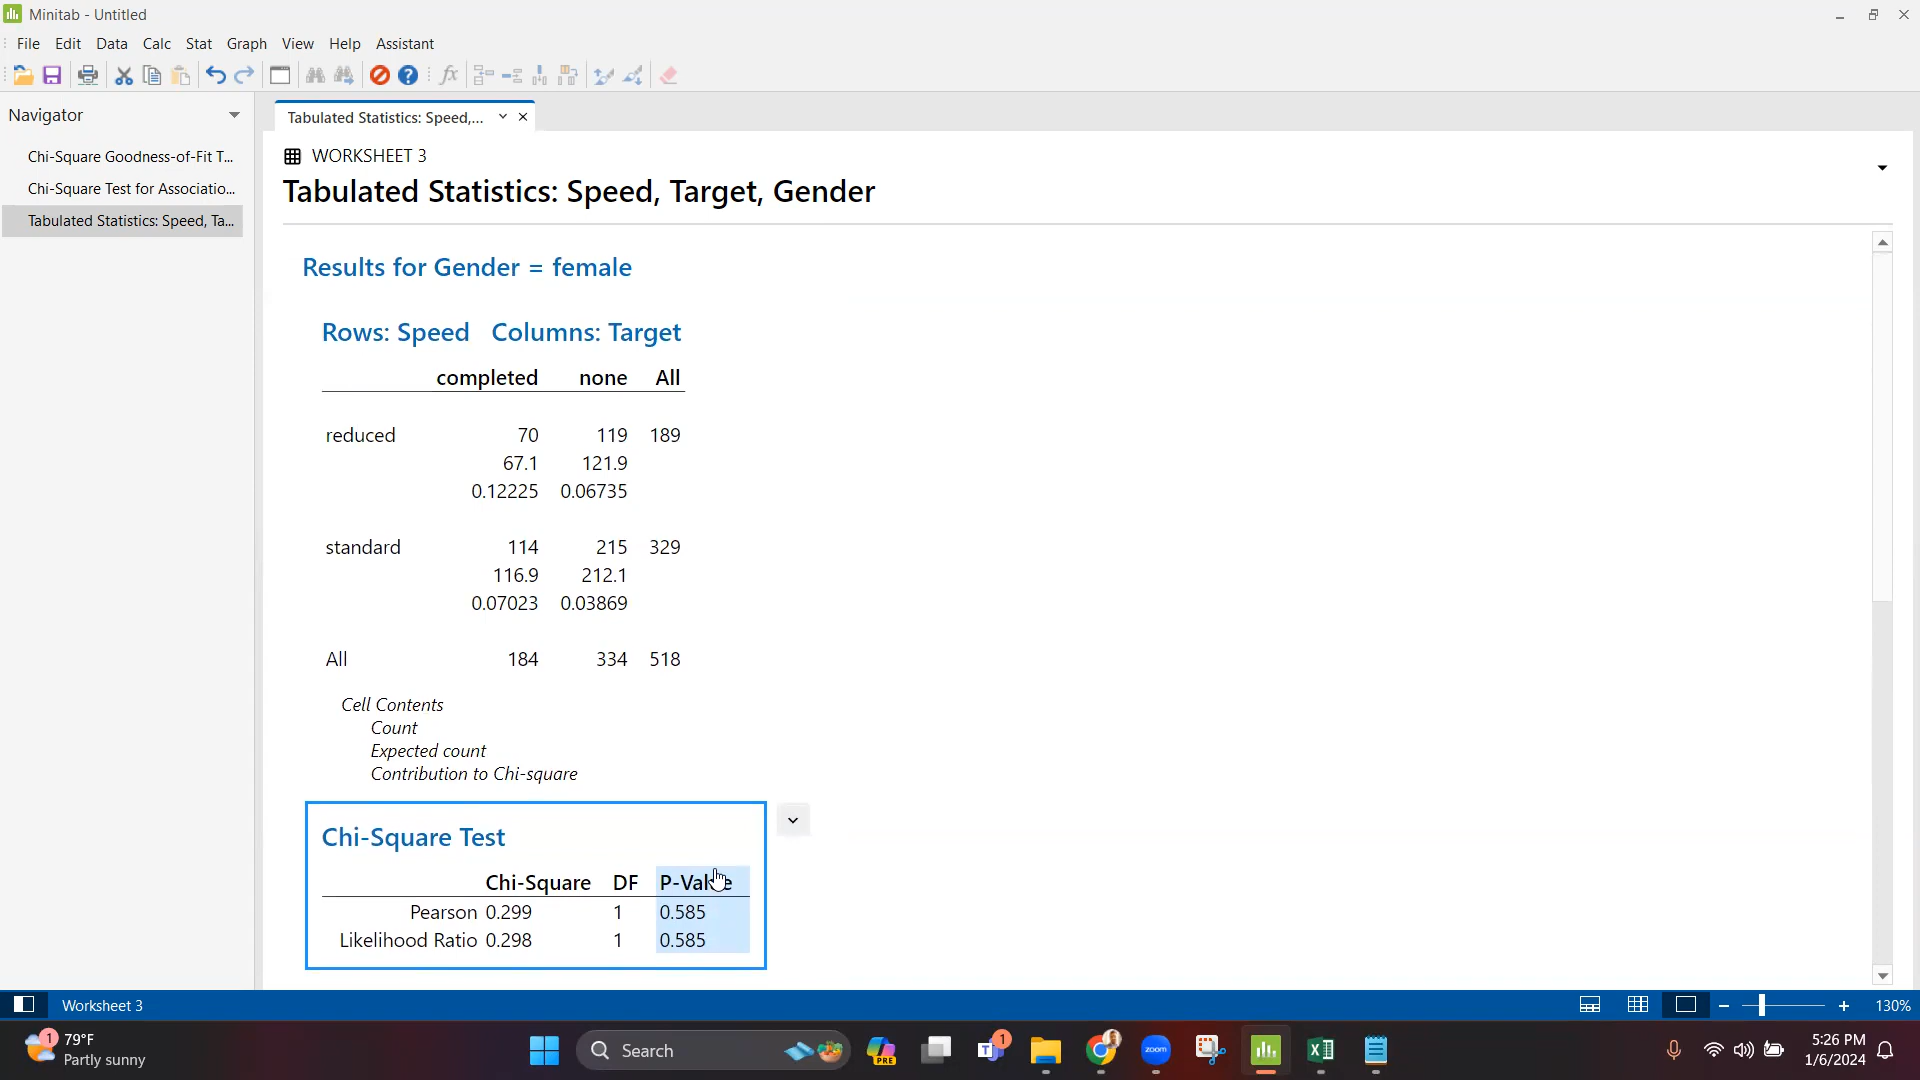 Minitab - Untitled
File Edit Data Calc Stat Graph View Help Assistant
Navigator
Chi-Square Goodness-of-Fit T...
Chi-Square Test for Associatio...
Tabulated Statistics: Speed, Ta...
Tabulated Statistics: Speed,...
WORKSHEET 3
Tabulated Statistics: Speed, Target, Gender
Results for Gender = female
Rows: Speed Columns: Target
completed none All
reduced 70 119 189
67.1 121.9
0.12225 0.06735
standard 114 215 329
116.9 212.1
0.07023 0.03869
All 184 334 518
Cell Contents
Count
Expected count
Contribution to Chi-square
Chi-Square Test
Chi-Square DF P-Value
Pearson 0.299 1 0.585
Likelihood Ratio 0.298 1 0.585
Worksheet 3
130%
1
79°F
Partly sunny
Search
PRE
T
1
zoom
5:26 PM
1/6/2024